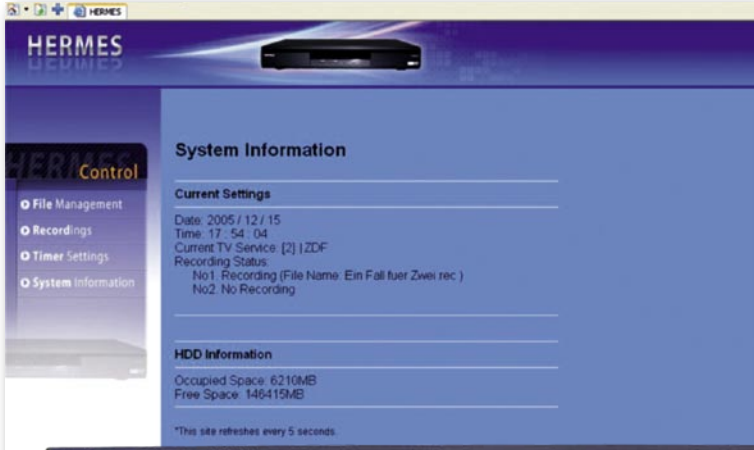 HERMES
HERMES
Control
File Management
Recordings
Timer Settings
System Information
System Information
Current Settings
Date: 2005 / 12 / 15
Time: 17 : 54 : 04
Current TV Service: [2] | ZDF
Recording Status:
No1. Recording (File Name: Ein Fall fuer Zwei.rec )
No2. No Recording
HDD Information
Occupied Space: 6210MB
Free Space: 146415MB
*This site refreshes every 5 seconds.